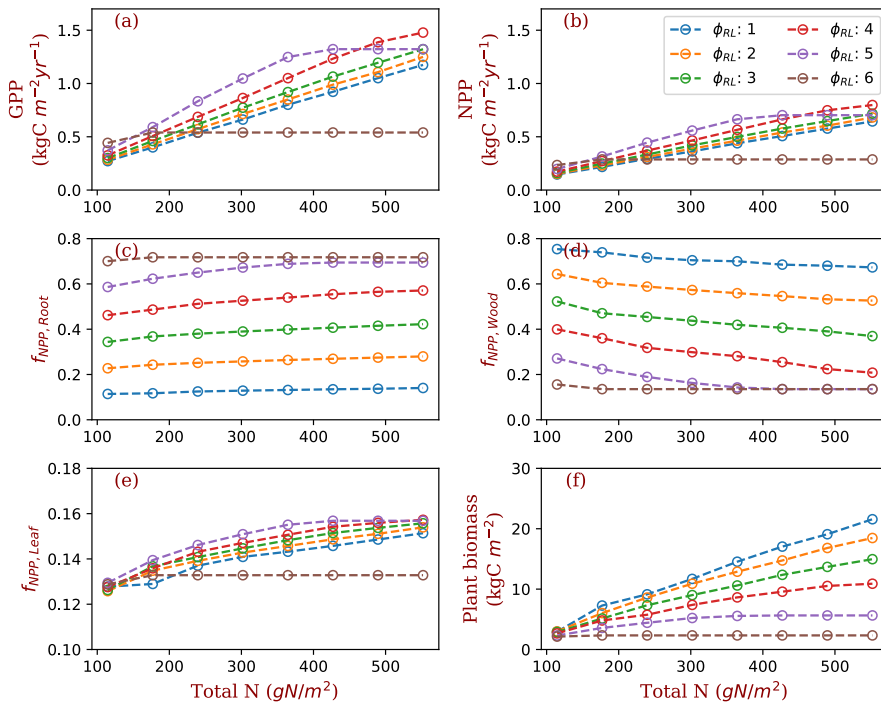 (a)
GPP
(kgC m⁻²yr⁻¹)
1.5
1.0
0.5
0.0
100 200 300 400 500
(b)
NPP
(kgC m⁻²yr⁻¹)
1.5
1.0
0.5
0.0
100 200 300 400 500
ϕRL: 1
ϕRL: 2
ϕRL: 3
ϕRL: 4
ϕRL: 5
ϕRL: 6
(c)
fNPP,Root
0.8
0.6
0.4
0.2
0.0
100 200 300 400 500
(d)
fNPP,Wood
0.8
0.6
0.4
0.2
0.0
100 200 300 400 500
(e)
fNPP,Leaf
0.18
0.16
0.14
0.12
0.10
100 200 300 400 500
Total N (gN/m²)
(f)
Plant biomass
(kgC m⁻²)
30
20
10
0
100 200 300 400 500
Total N (gN/m²)